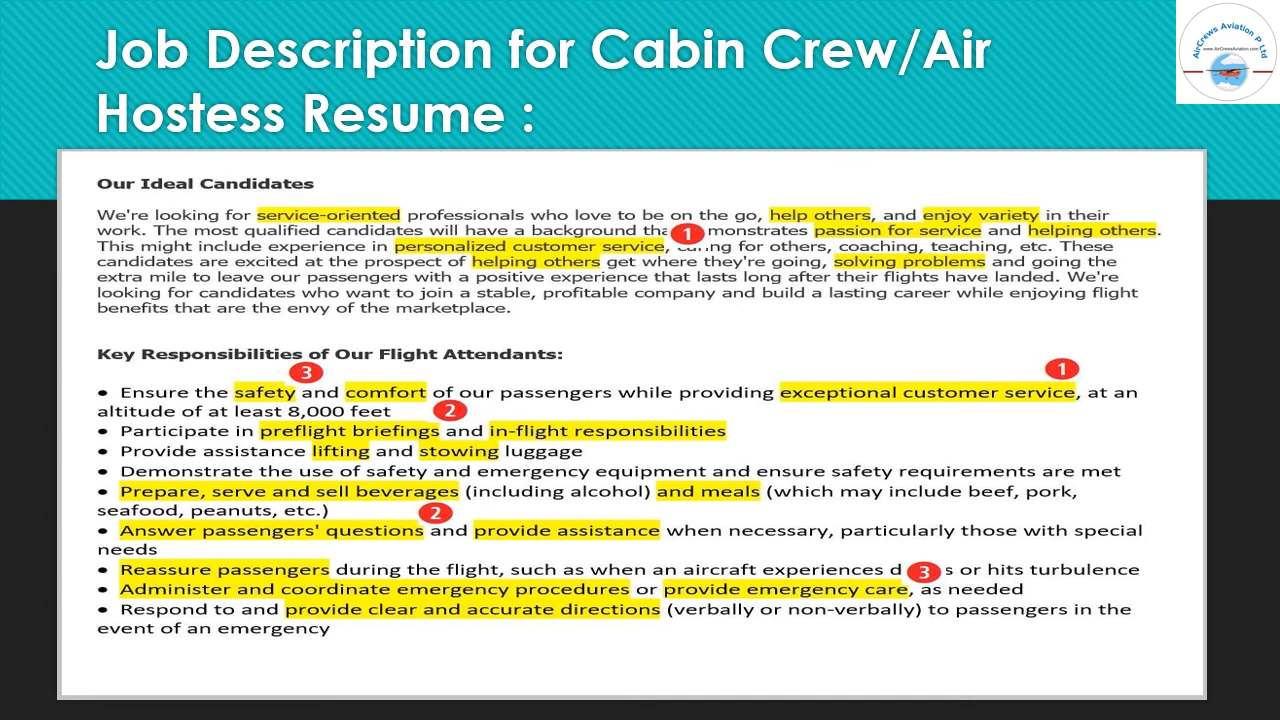 Job Description for Cabin Crew/Air
Hostess Resume :
AirCrews Aviation P Ltd
www.AirCrewsAviation.com
Our Ideal Candidates
We're looking for service-oriented professionals who love to be on the go, help others, and enjoy variety in their
work. The most qualified candidates will have a background tha 1 monstrates passion for service and helping others.
This might include experience in personalized customer service, ing for others, coaching, teaching, etc. These
candidates are excited at the prospect of helping others get where they're going, solving problems and going the
extra mile to leave our passengers with a positive experience that lasts long after their flights have landed. We're
looking for candidates who want to join a stable, profitable company and build a lasting career while enjoying flight
benefits that are the envy of the marketplace.
Key Responsibilities of Our Flight Attendants:
3 1
• Ensure the safety and comfort of our passengers while providing exceptional customer service, at an
altitude of at least 8,000 feet 2
• Participate in preflight briefings and in-flight responsibilities
• Provide assistance lifting and stowing luggage
• Demonstrate the use of safety and emergency equipment and ensure safety requirements are met
• Prepare, serve and sell beverages (including alcohol) and meals (which may include beef, pork,
seafood, peanuts, etc.) 2
• Answer passengers' questions and provide assistance when necessary, particularly those with special
needs
• Reassure passengers during the flight, such as when an aircraft experiences d 3 s or hits turbulence
• Administer and coordinate emergency procedures or provide emergency care, as needed
• Respond to and provide clear and accurate directions (verbally or non-verbally) to passengers in the
event of an emergency